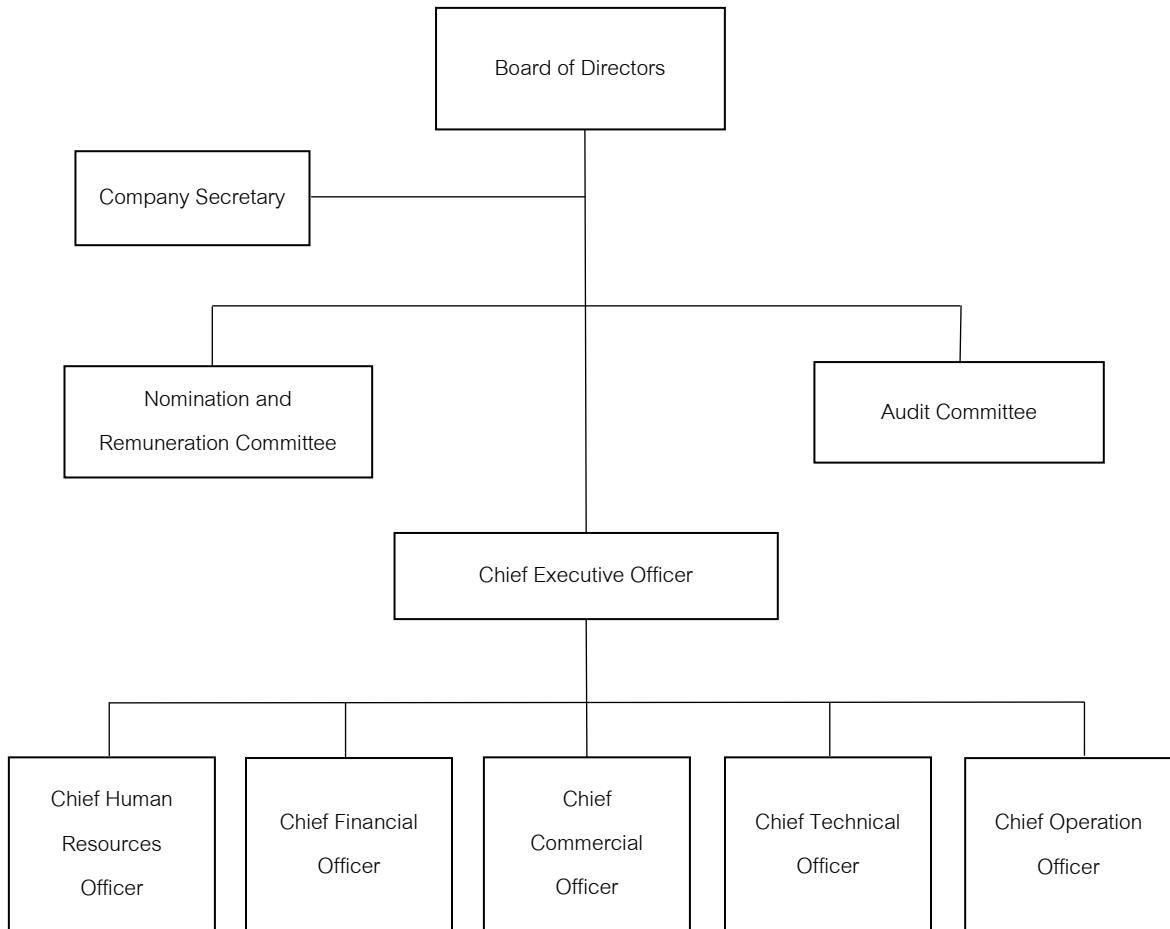 Board of Directors
Company Secretary
Nomination and
Remuneration Committee
Audit Committee
Chief Executive Officer
Chief Human
Resources
Officer
Chief Financial
Officer
Chief
Commercial
Officer
Chief Technical
Officer
Chief Operation
Officer